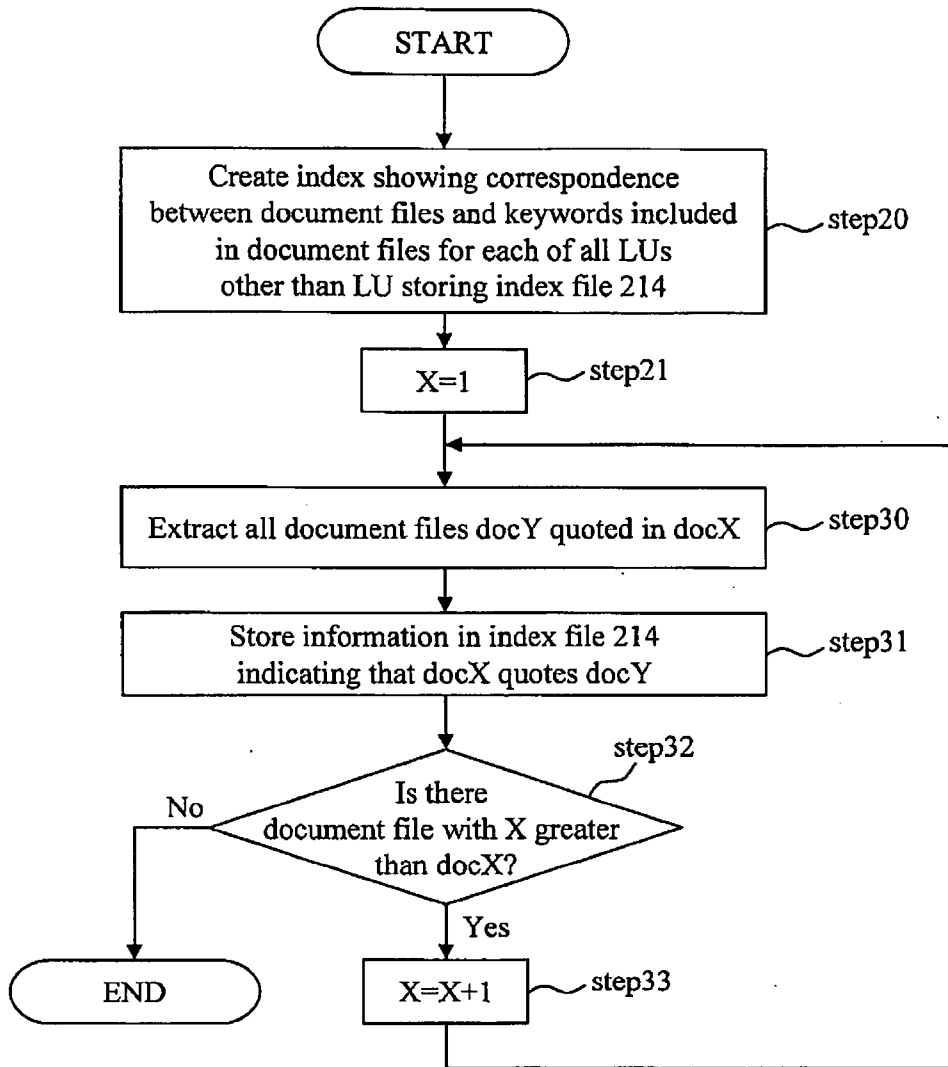 START
Create index showing correspondence
between document files and keywords included
in document files for each of all LUs
other than LU storing index file 214
step20
X=1
step21
Extract all document files docY quoted in docX
step30
Store information in index file 214
indicating that docX quotes docY
step31
step32
Is there
document file with X greater
than docX?
No
Yes
END
X=X+1
step33